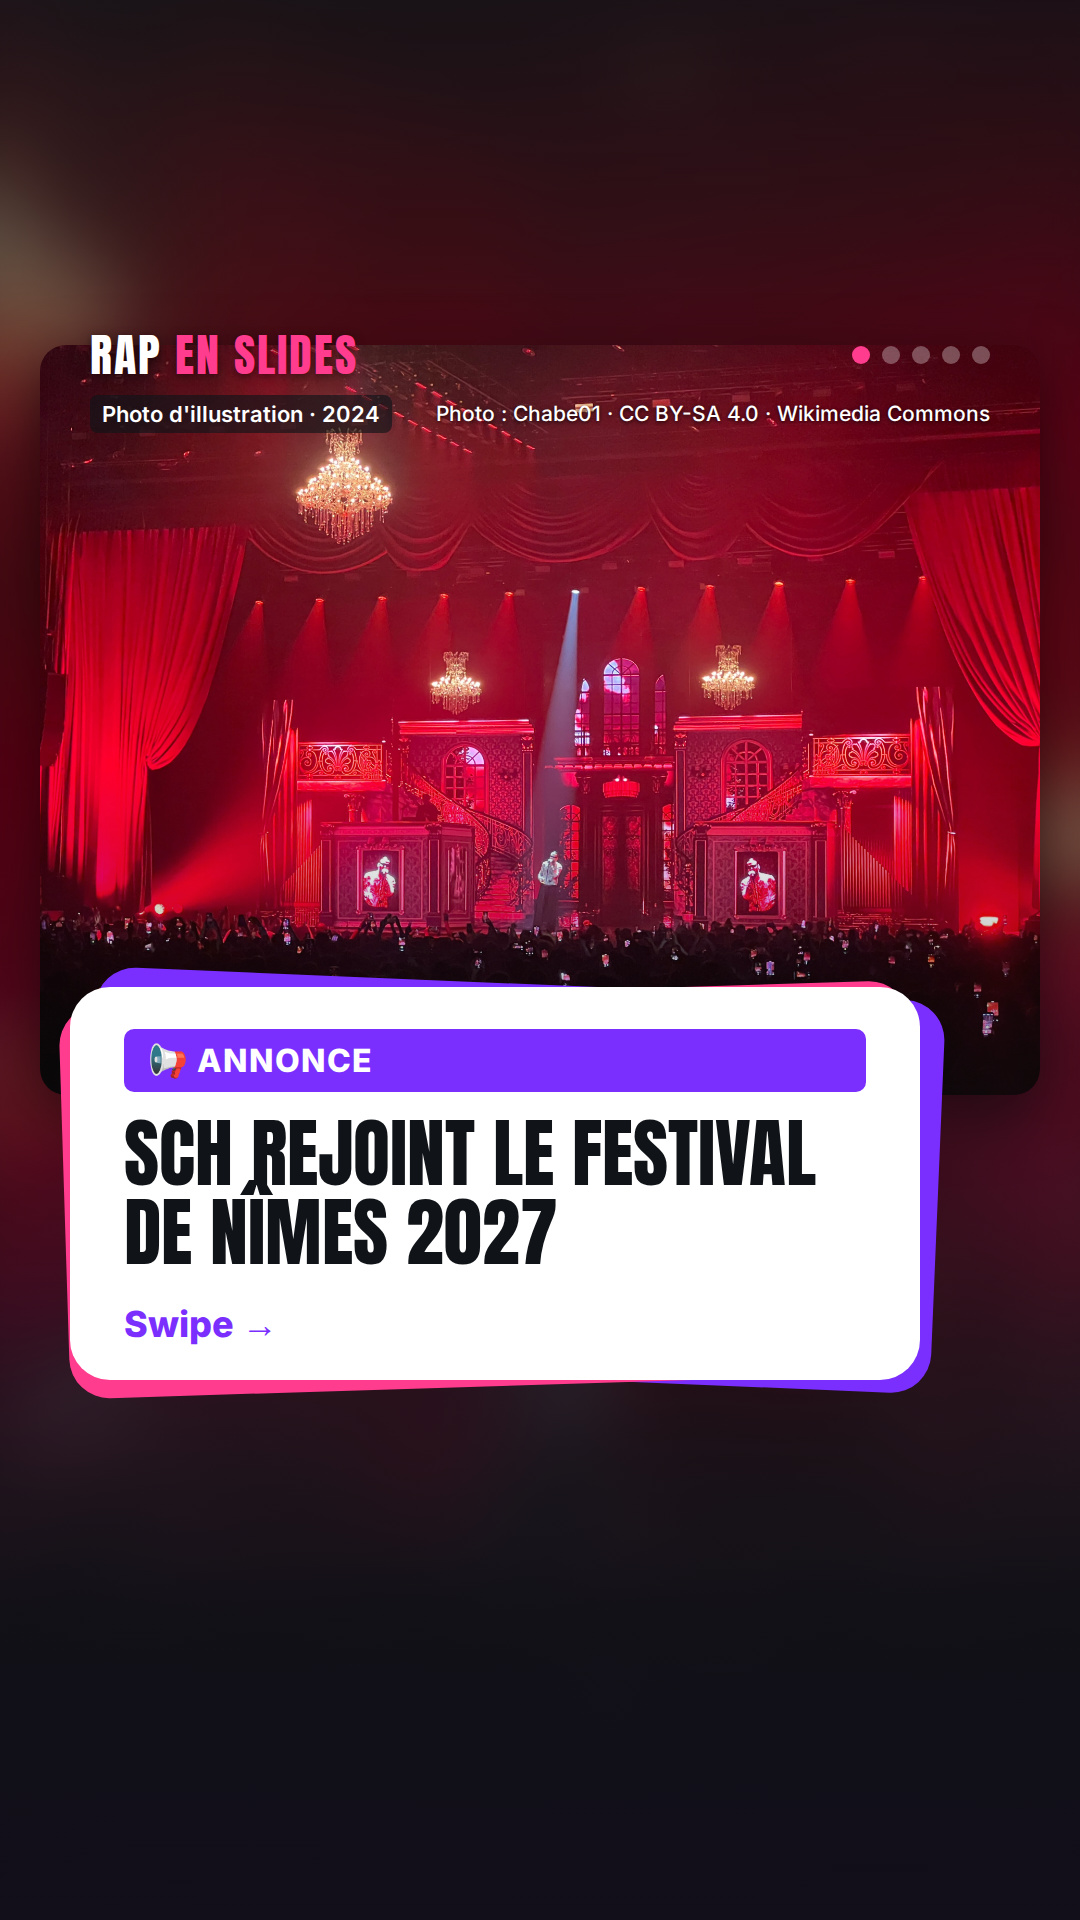 RAP EN SLIDES
Photo d'illustration · 2024
Photo : Chabe01 · CC BY-SA 4.0 · Wikimedia Commons
📢 ANNONCE
SCH REJOINT LE FESTIVAL
DE NÎMES 2027
Swipe →